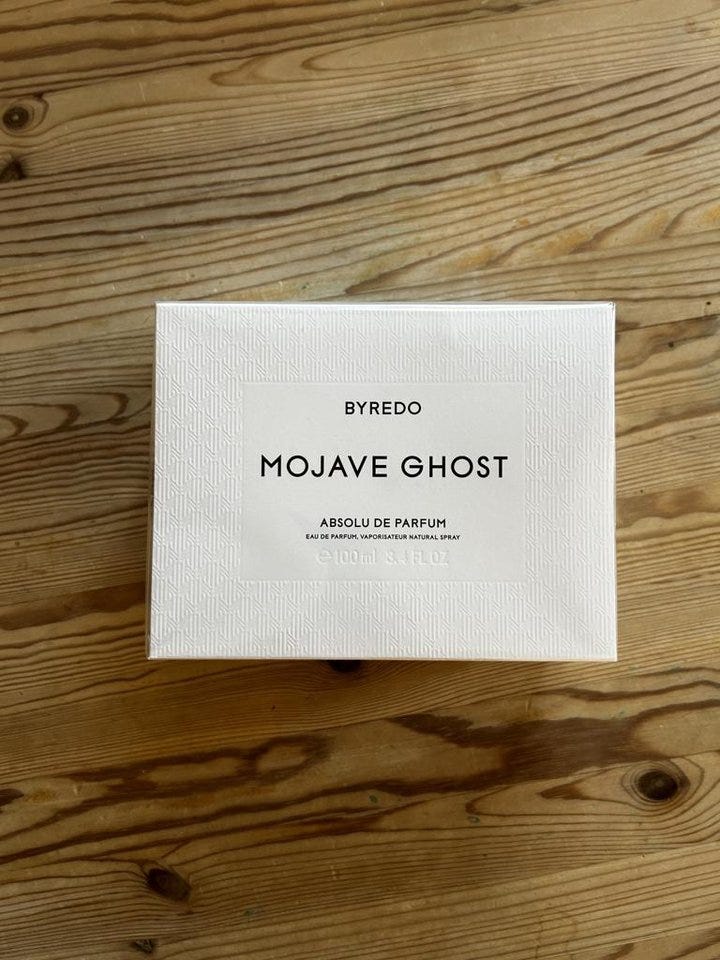 BYREDO
MOJAVE GHOST
ABSOLU DE PARFUM
EAU DE PARFUM, VAPORISATEUR NATURAL SPRAY
℮100 ml 3.4 FL OZ